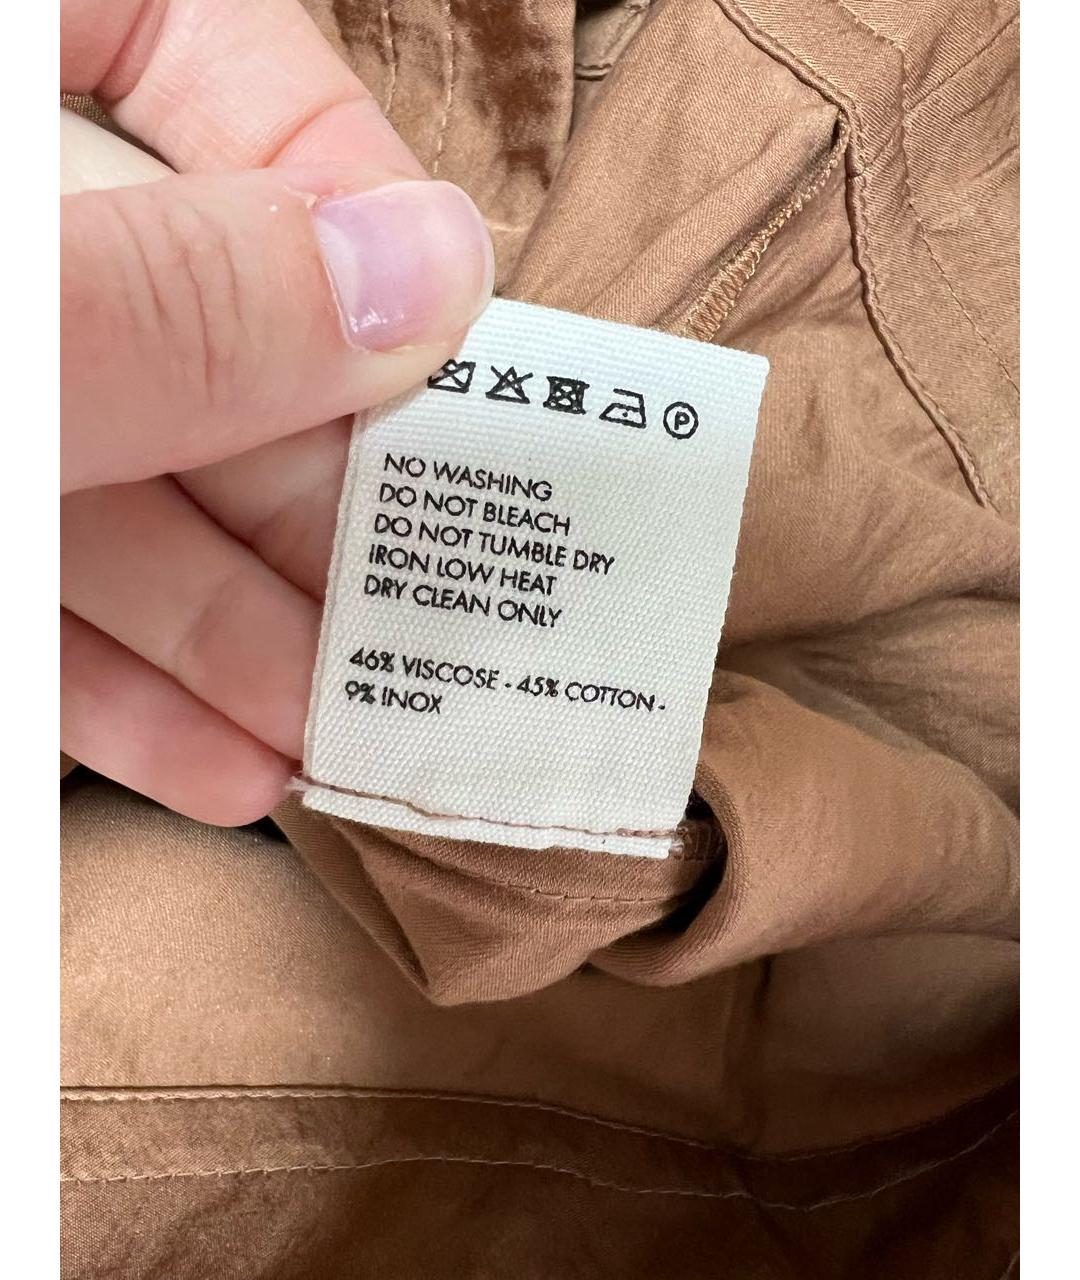 P
NO WASHING
DO NOT BLEACH
DO NOT TUMBLE DRY
IRON LOW HEAT
DRY CLEAN ONLY
46% VISCOSE - 45% COTTON -
9% INOX